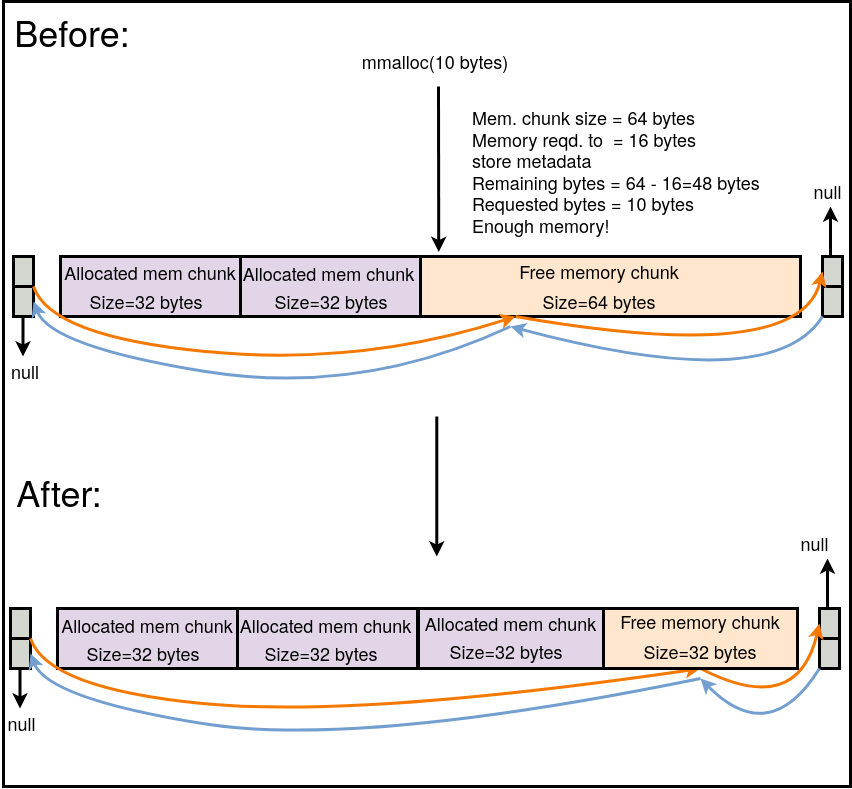 Before:
mmalloc(10 bytes)
Mem. chunk size = 64 bytes
Memory reqd. to  = 16 bytes
store metadata
Remaining bytes = 64 - 16=48 bytes
Requested bytes = 10 bytes
Enough memory!
null
Allocated mem chunk
Size=32 bytes
Allocated mem chunk
Size=32 bytes
Free memory chunk
Size=64 bytes
null
After:
null
Allocated mem chunk
Size=32 bytes
Allocated mem chunk
Size=32 bytes
Allocated mem chunk
Size=32 bytes
Free memory chunk
Size=32 bytes
null